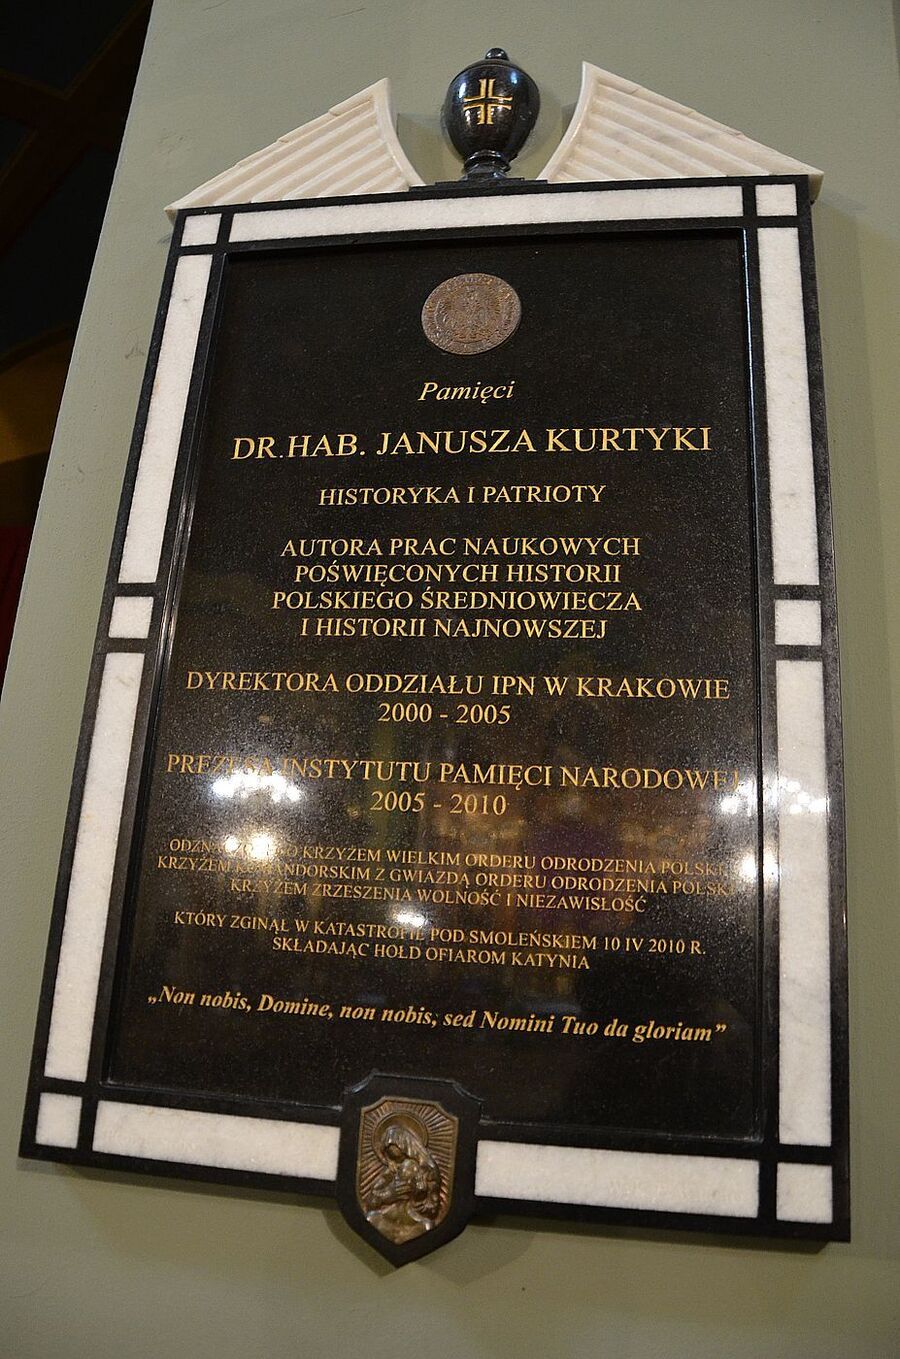 Pamięci
DR.HAB. JANUSZA KURTYKI
HISTORYKA I PATRIOTY
AUTORA PRAC NAUKOWYCH
POŚWIĘCONYCH HISTORII
POLSKIEGO ŚREDNIOWIECZA
I HISTORII NAJNOWSZEJ
DYREKTORA ODDZIAŁU IPN W KRAKOWIE
2000 - 2005
PREZESA INSTYTUTU PAMIĘCI NARODOWEJ
2005 - 2010
ODZNACZONEGO KRZYŻEM WIELKIM ORDERU ODRODZENIA POLSKI
KRZYŻEM KOMANDORSKIM Z GWIAZDĄ ORDERU ODRODZENIA POLSKI
KRZYŻEM ZRZESZENIA WOLNOŚĆ I NIEZAWISŁOŚĆ
KTÓRY ZGINĄŁ W KATASTROFIE POD SMOLEŃSKIEM 10 IV 2010 R.
SKŁADAJĄC HOŁD OFIAROM KATYNIA
„Non nobis, Domine, non nobis, sed Nomini Tuo da gloriam”